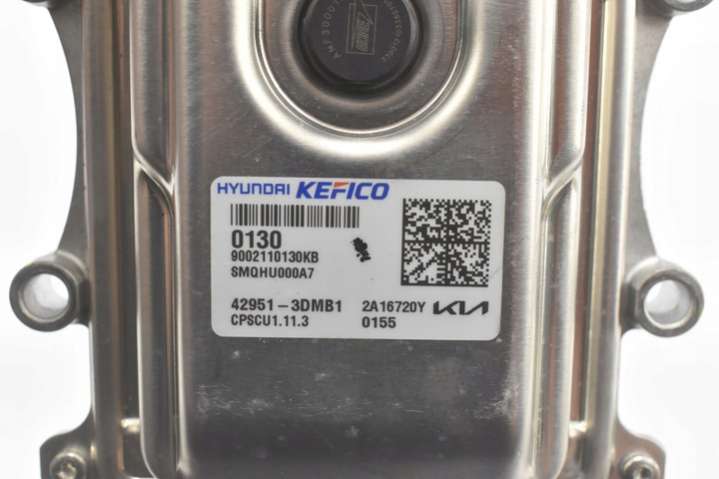 HYUNDAI KEFICO
0130
9002110130KB
SMQHU000A7
42951-3DMB1 2A16720Y KIA
CPSCU1.11.3 0155